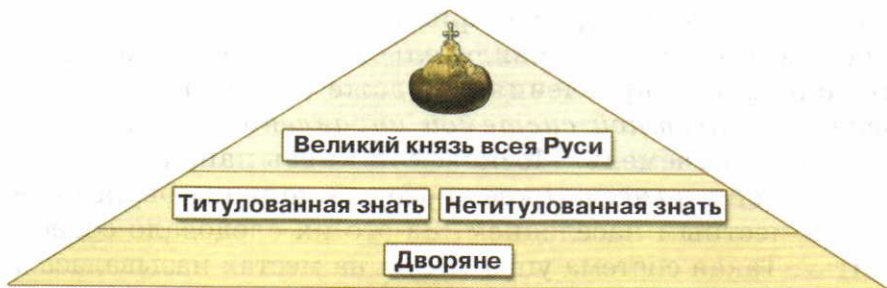 Великий князь всея Руси
Титулованная знать Нетитулованная знать
Дворяне